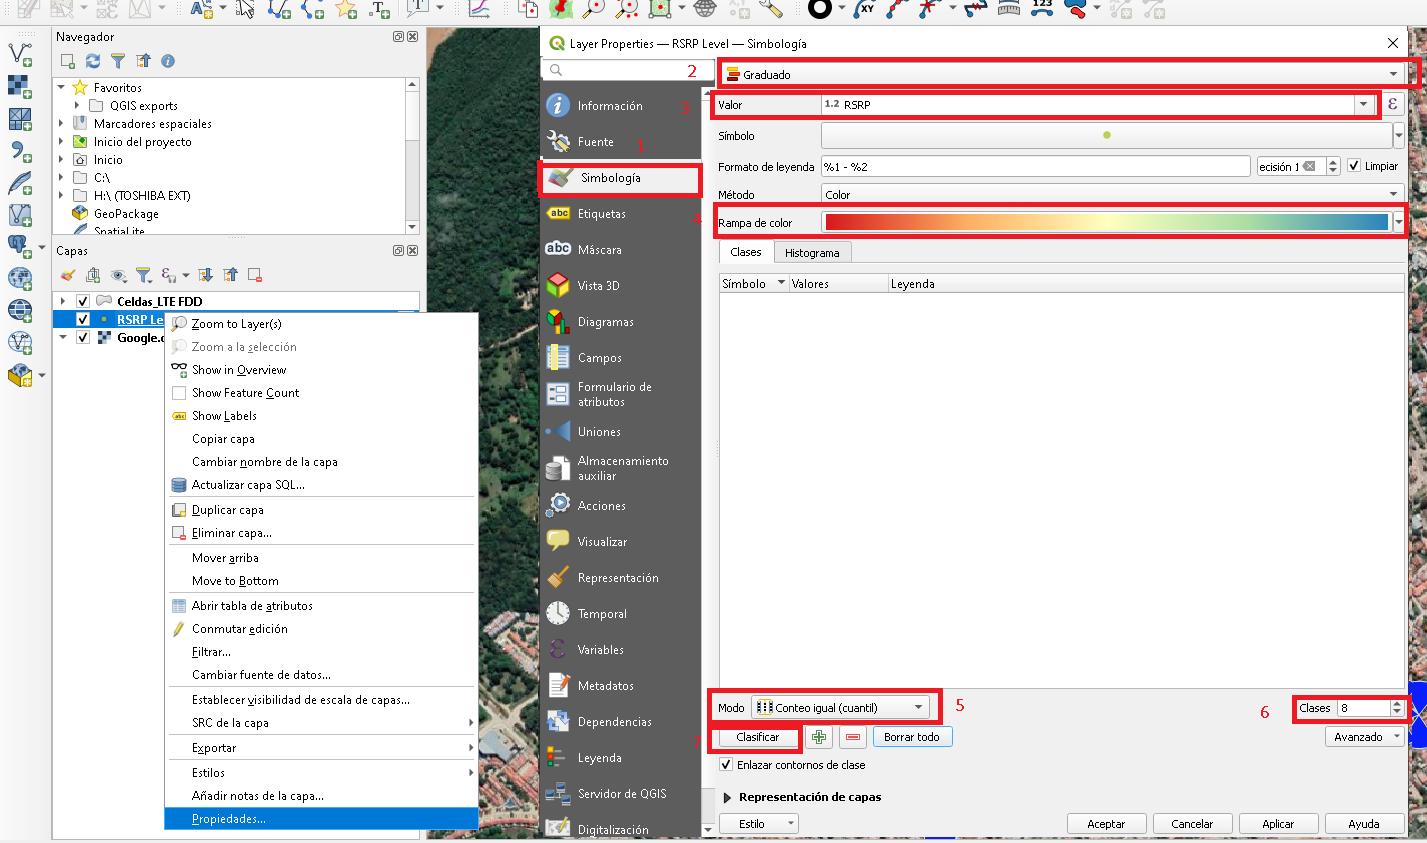 Navegador
Favoritos
QGIS exports
Marcadores espaciales
Inicio del proyecto
Inicio
C:\
H:\ (TOSHIBA EXT)
GeoPackage
SpatiaLite
Capas
Celdas_LTE FDD
RSRP Le
Google.c
Zoom to Layer(s)
Zoom a la selección
Show in Overview
Show Feature Count
abc Show Labels
Copiar capa
Cambiar nombre de la capa
Actualizar capa SQL...
Duplicar capa
Eliminar capa...
Mover arriba
Move to Bottom
Abrir tabla de atributos
Conmutar edición
Filtrar...
Cambiar fuente de datos...
Establecer visibilidad de escala de capas...
SRC de la capa
Exportar
Estilos
Añadir notas de la capa...
Propiedades...
Layer Properties — RSRP Level — Simbología
Información
Fuente
1
Simbología
abc Etiquetas
abc Máscara
Vista 3D
Diagramas
Campos
Formulario de
atributos
Uniones
Almacenamiento
auxiliar
Acciones
Visualizar
Representación
Temporal
Variables
Metadatos
Dependencias
Leyenda
Servidor de QGIS
Digitalización
2
Graduado
3
Valor 1.2 RSRP ε
Símbolo
Formato de leyenda %1 - %2 ecisión 1 Limpiar
Método Color
4
Rampa de color
Clases Histograma
Símbolo Valores Leyenda
Modo Conteo igual (cuantil) 5
6 Clases 8
7
Clasificar Borrar todo Avanzado
Enlazar contornos de clase
Representación de capas
Estilo Aceptar Cancelar Aplicar Ayuda
XY
123
T